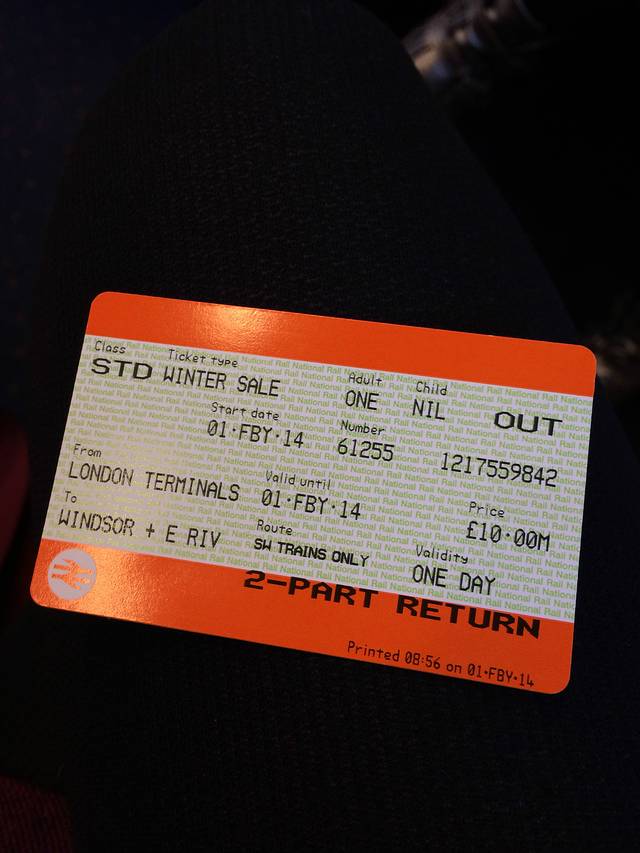 Class Ticket type Adult Child
STD WINTER SALE ONE NIL OUT
Start date Number
01·FBY·14 61255 1217559842
From Valid until Price
LONDON TERMINALS 01·FBY·14 £10·00M
To Route Validity
WINDSOR + E RIV SW TRAINS ONLY ONE DAY
2-PART RETURN
Printed 08:56 on 01·FBY·14